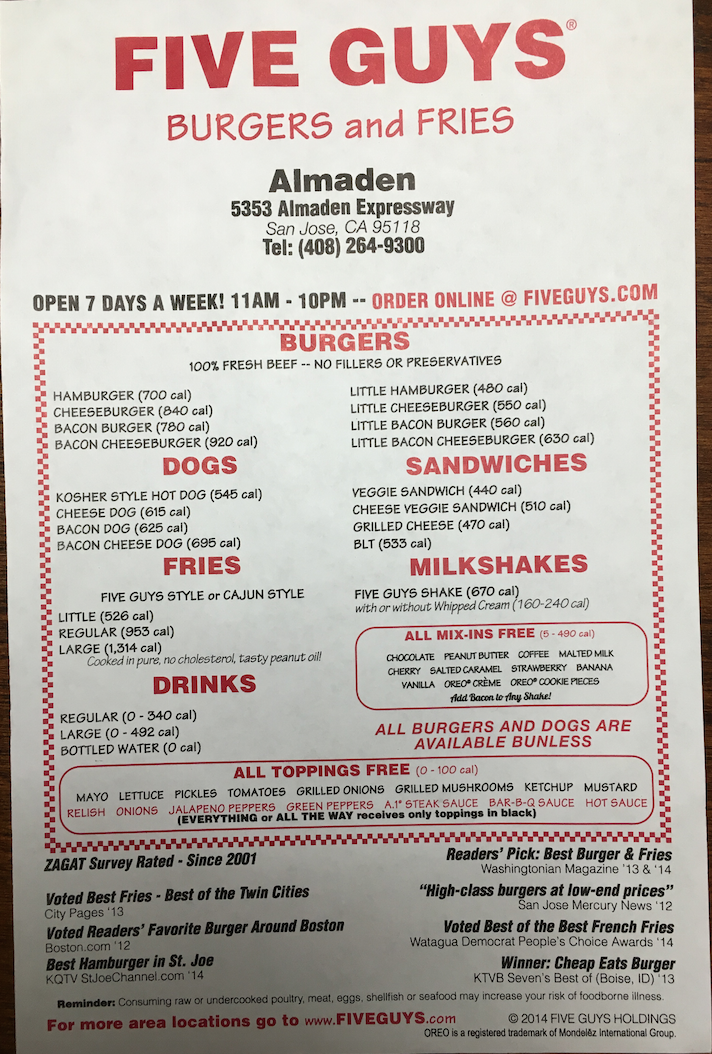 FIVE GUYS®
BURGERS and FRIES
Almaden
5353 Almaden Expressway
San Jose, CA 95118
Tel: (408) 264-9300
OPEN 7 DAYS A WEEK! 11AM - 10PM -- ORDER ONLINE @ FIVEGUYS.COM
BURGERS
100% FRESH BEEF -- NO FILLERS OR PRESERVATIVES
HAMBURGER (700 cal)
CHEESEBURGER (840 cal)
BACON BURGER (780 cal)
BACON CHEESEBURGER (920 cal)
LITTLE HAMBURGER (480 cal)
LITTLE CHEESEBURGER (550 cal)
LITTLE BACON BURGER (560 cal)
LITTLE BACON CHEESEBURGER (630 cal)
DOGS
KOSHER STYLE HOT DOG (545 cal)
CHEESE DOG (615 cal)
BACON DOG (625 cal)
BACON CHEESE DOG (695 cal)
SANDWICHES
VEGGIE SANDWICH (440 cal)
CHEESE VEGGIE SANDWICH (510 cal)
GRILLED CHEESE (470 cal)
BLT (533 cal)
FRIES
FIVE GUYS STYLE or CAJUN STYLE
LITTLE (526 cal)
REGULAR (953 cal)
LARGE (1,314 cal)
Cooked in pure, no cholesterol, tasty peanut oil!
MILKSHAKES
FIVE GUYS SHAKE (670 cal)
with or without Whipped Cream (160-240 cal)
ALL MIX-INS FREE (5 - 490 cal)
CHOCOLATE PEANUT BUTTER COFFEE MALTED MILK
CHERRY SALTED CARAMEL STRAWBERRY BANANA
VANILLA OREO® CRÈME OREO® COOKIE PIECES
Add Bacon to Any Shake!
DRINKS
REGULAR (0 - 340 cal)
LARGE (0 - 492 cal)
BOTTLED WATER (0 cal)
ALL BURGERS AND DOGS ARE
AVAILABLE BUNLESS
ALL TOPPINGS FREE (0 - 100 cal)
MAYO LETTUCE PICKLES TOMATOES GRILLED ONIONS GRILLED MUSHROOMS KETCHUP MUSTARD
RELISH ONIONS JALAPENO PEPPERS GREEN PEPPERS A.1® STEAK SAUCE BAR-B-Q SAUCE HOT SAUCE
(EVERYTHING or ALL THE WAY receives only toppings in black)
ZAGAT Survey Rated - Since 2001
Voted Best Fries - Best of the Twin Cities
City Pages '13
Voted Readers' Favorite Burger Around Boston
Boston.com '12
Best Hamburger in St. Joe
KQTV StJoeChannel.com '14
Readers' Pick: Best Burger & Fries
Washingtonian Magazine '13 & '14
"High-class burgers at low-end prices"
San Jose Mercury News '12
Voted Best of the Best French Fries
Watagua Democrat People's Choice Awards '14
Winner: Cheap Eats Burger
KTVB Seven's Best of (Boise, ID) '13
Reminder: Consuming raw or undercooked poultry, meat, eggs, shellfish or seafood may increase your risk of foodborne illness.
For more area locations go to www.FIVEGUYS.com
© 2014 FIVE GUYS HOLDINGS
OREO is a registered trademark of Mondelēz International Group.